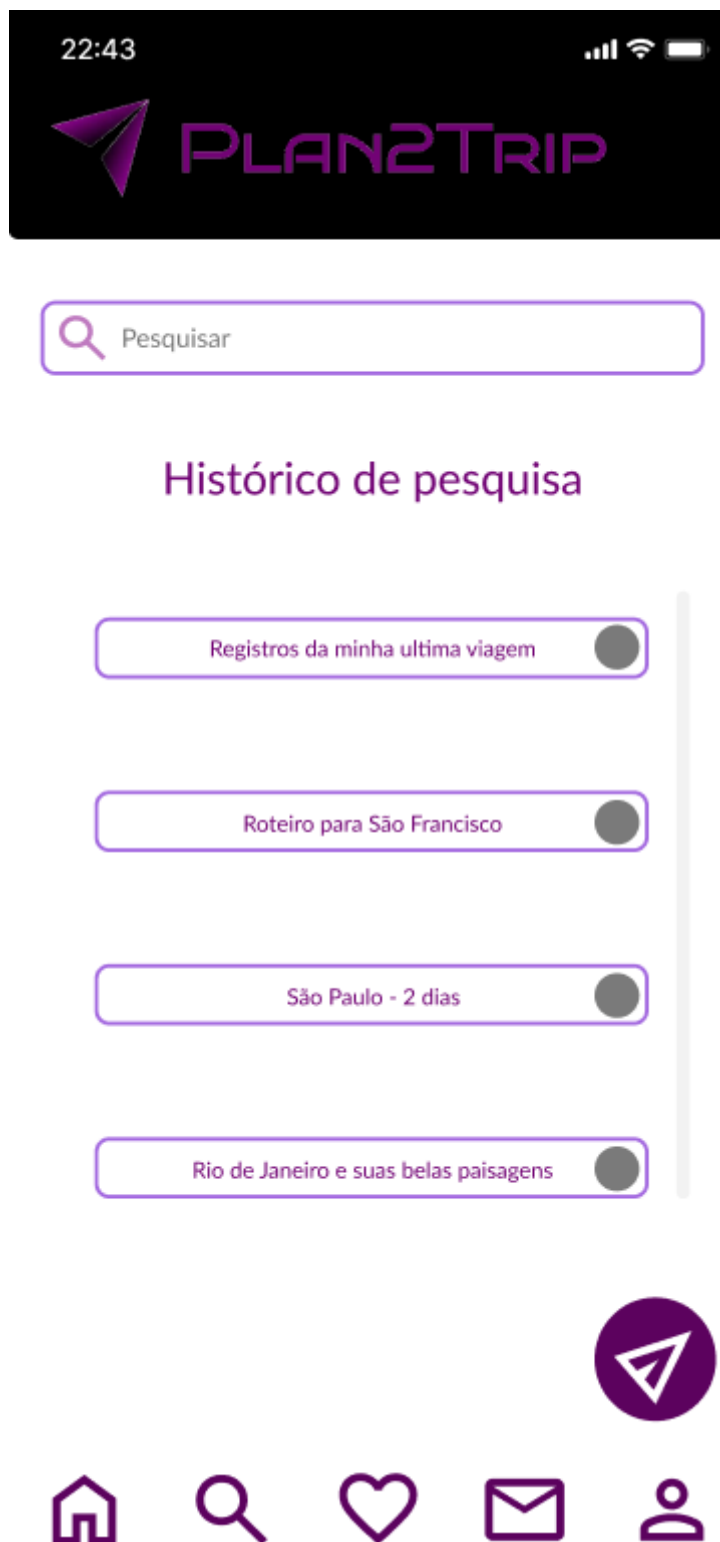 22:43
PLAN2TRIP
Pesquisar
Histórico de pesquisa
Registros da minha ultima viagem
Roteiro para São Francisco
São Paulo - 2 dias
Rio de Janeiro e suas belas paisagens